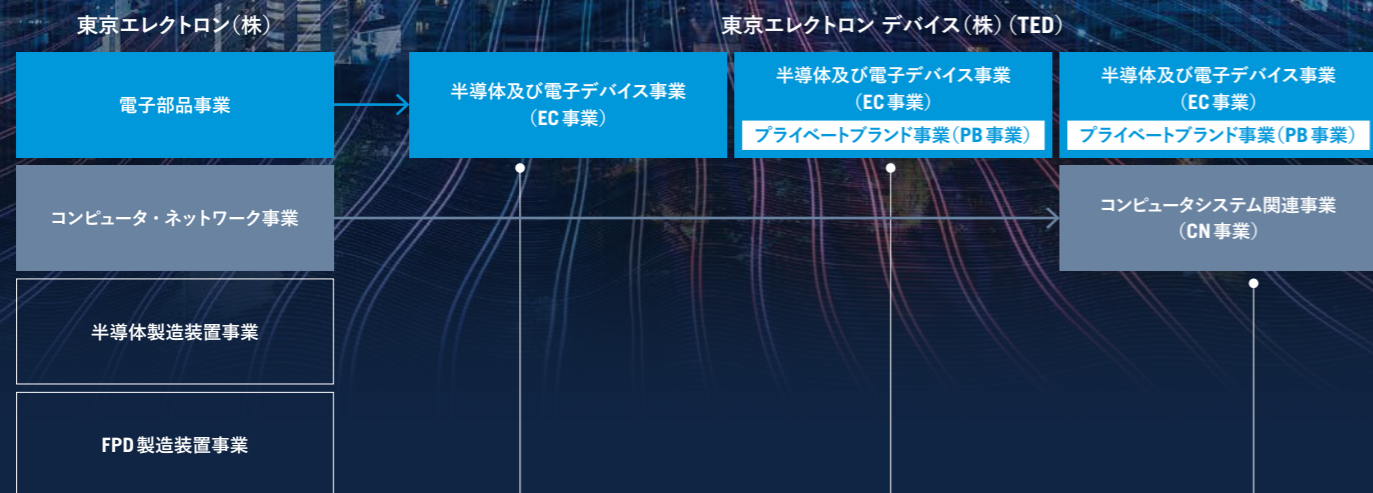 東京エレクトロン(株)
東京エレクトロン デバイス(株)(TED)
電子部品事業
半導体及び電子デバイス事業
(EC事業)
半導体及び電子デバイス事業
(EC事業)
プライベートブランド事業(PB事業)
半導体及び電子デバイス事業
(EC事業)
プライベートブランド事業(PB事業)
コンピュータ・ネットワーク事業
コンピュータシステム関連事業
(CN事業)
半導体製造装置事業
FPD製造装置事業